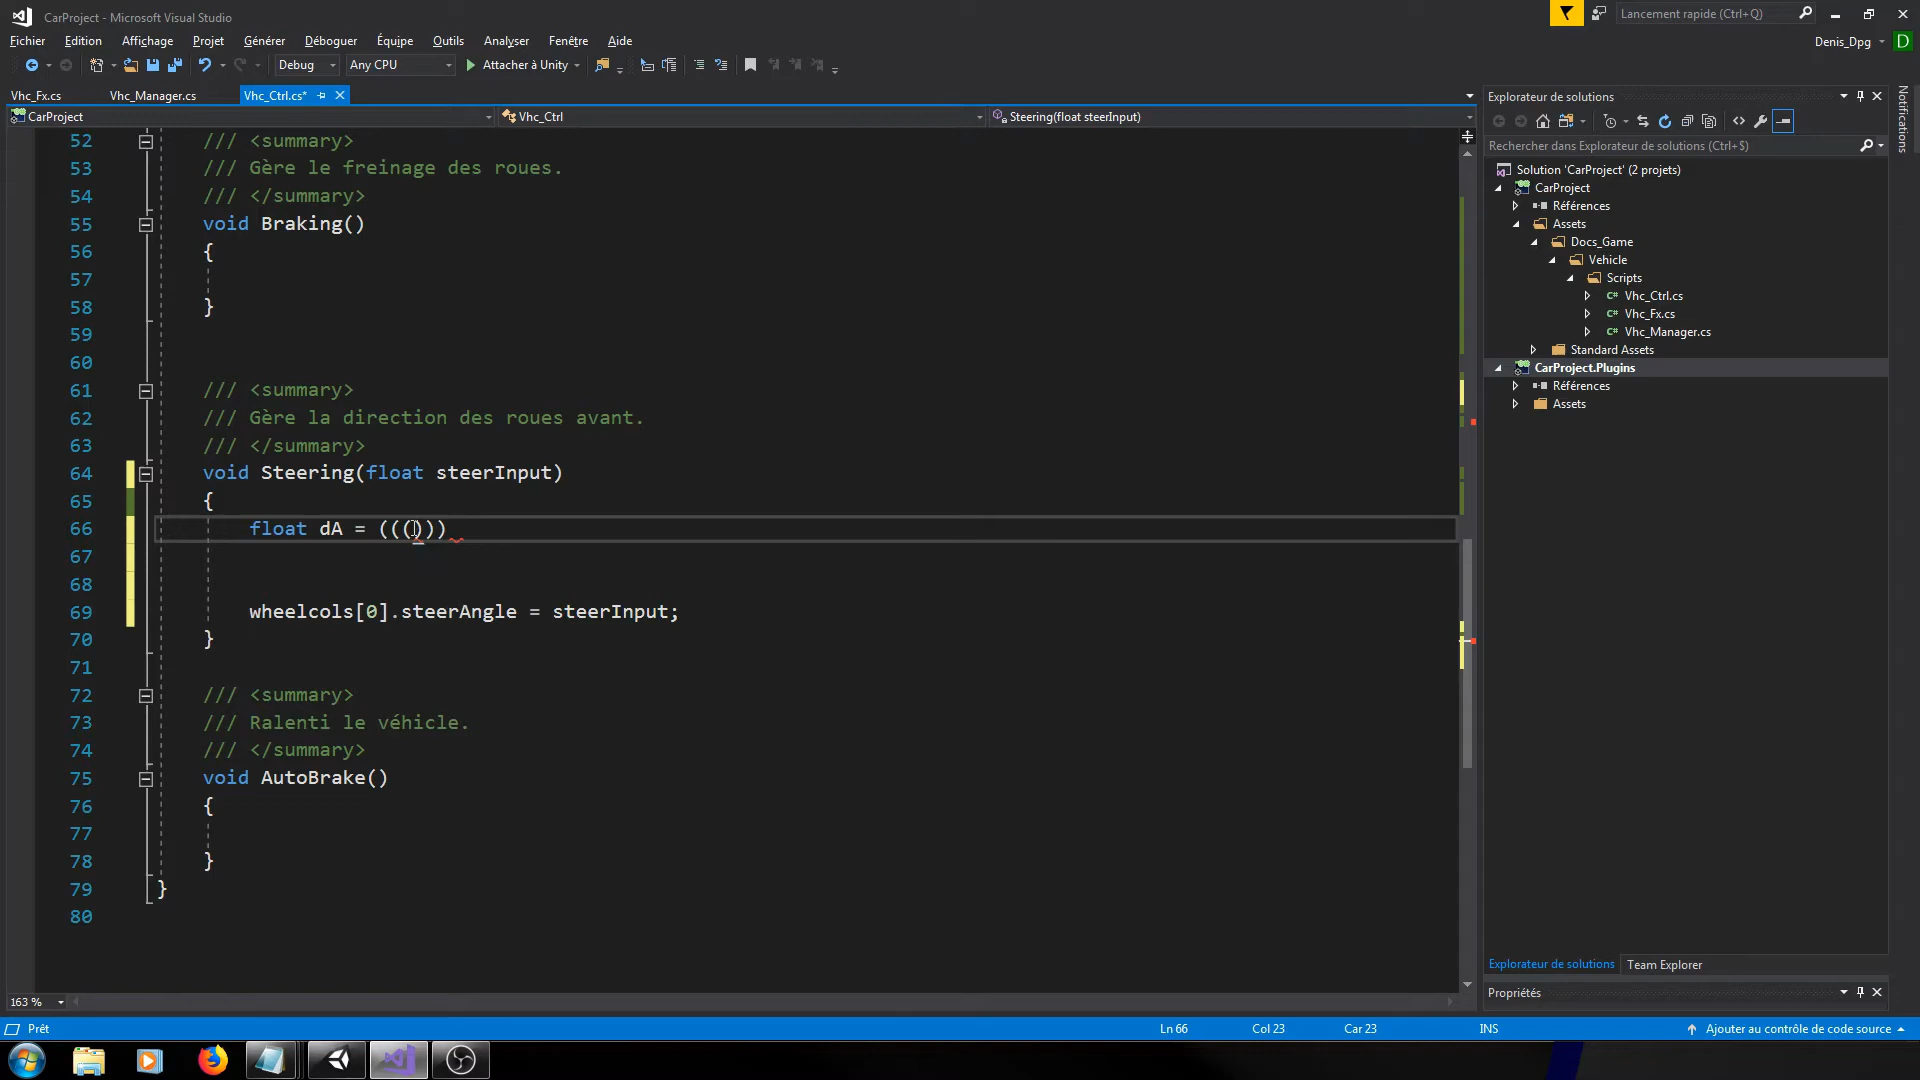 CarProject - Microsoft Visual Studio
Lancement rapide (Ctrl+Q)
Fichier Edition Affichage Projet Générer Déboguer Équipe Outils Analyser Fenêtre Aide
Denis_Dpg D
Debug Any CPU Attacher à Unity
Vhc_Fx.cs Vhc_Manager.cs Vhc_Ctrl.cs*
CarProject Vhc_Ctrl Steering(float steerInput)
52 /// <summary>
53 /// Gère le freinage des roues.
54 /// </summary>
55 void Braking()
56 {
57
58 }
59
60
61 /// <summary>
62 /// Gère la direction des roues avant.
63 /// </summary>
64 void Steering(float steerInput)
65 {
66 float dA = ((()))
67
68
69 wheelcols[0].steerAngle = steerInput;
70 }
71
72 /// <summary>
73 /// Ralenti le véhicle.
74 /// </summary>
75 void AutoBrake()
76 {
77
78 }
79 }
80
163 %
Explorateur de solutions
Rechercher dans Explorateur de solutions (Ctrl+$)
Solution 'CarProject' (2 projets)
CarProject
Références
Assets
Docs_Game
Vehicle
Scripts
C# Vhc_Ctrl.cs
C# Vhc_Fx.cs
C# Vhc_Manager.cs
Standard Assets
CarProject.Plugins
Références
Assets
Explorateur de solutions Team Explorer
Propriétés
Notifications
Prêt Ln 66 Col 23 Car 23 INS Ajouter au contrôle de code source